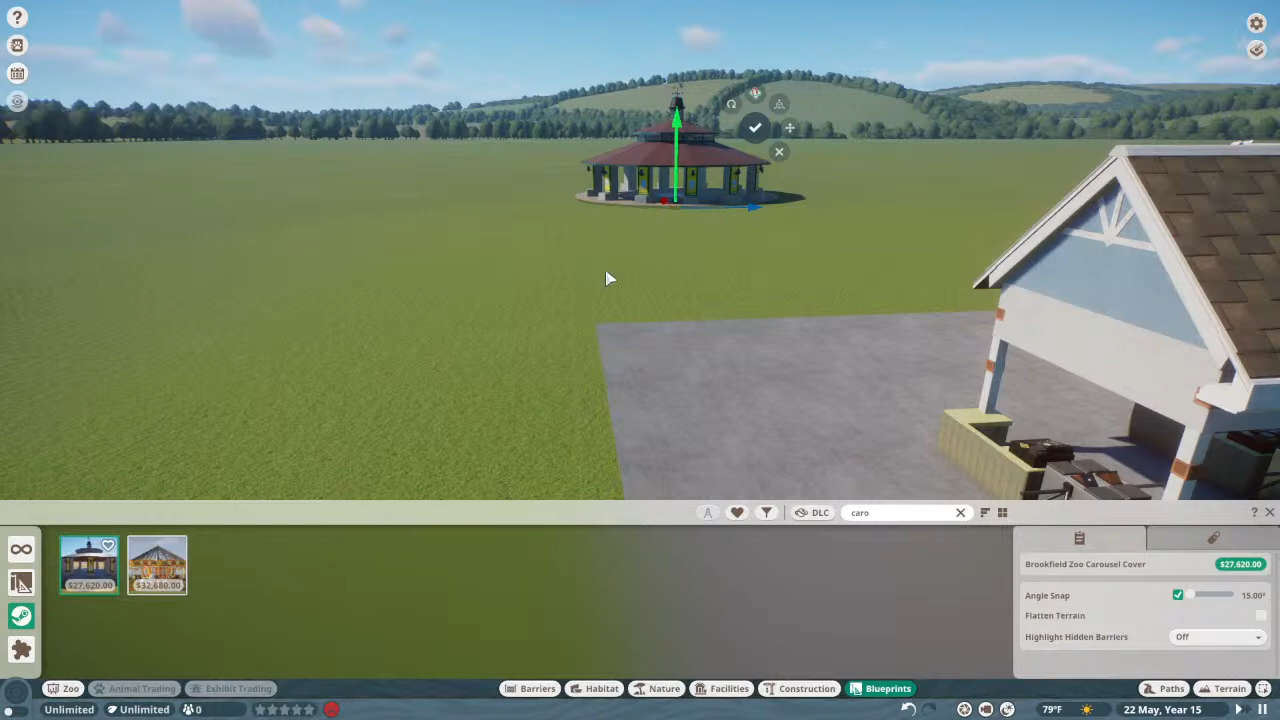 ?
DLC
caro
?
$27,620.00
$32,680.00
Brookfield Zoo Carousel Cover
$27,620.00
Angle Snap
15.00°
Flatten Terrain
Highlight Hidden Barriers
Off
Zoo
Animal Trading
Exhibit Trading
Barriers
Habitat
Nature
Facilities
Construction
Blueprints
Paths
Terrain
Unlimited
Unlimited
0
79°F
22 May, Year 15